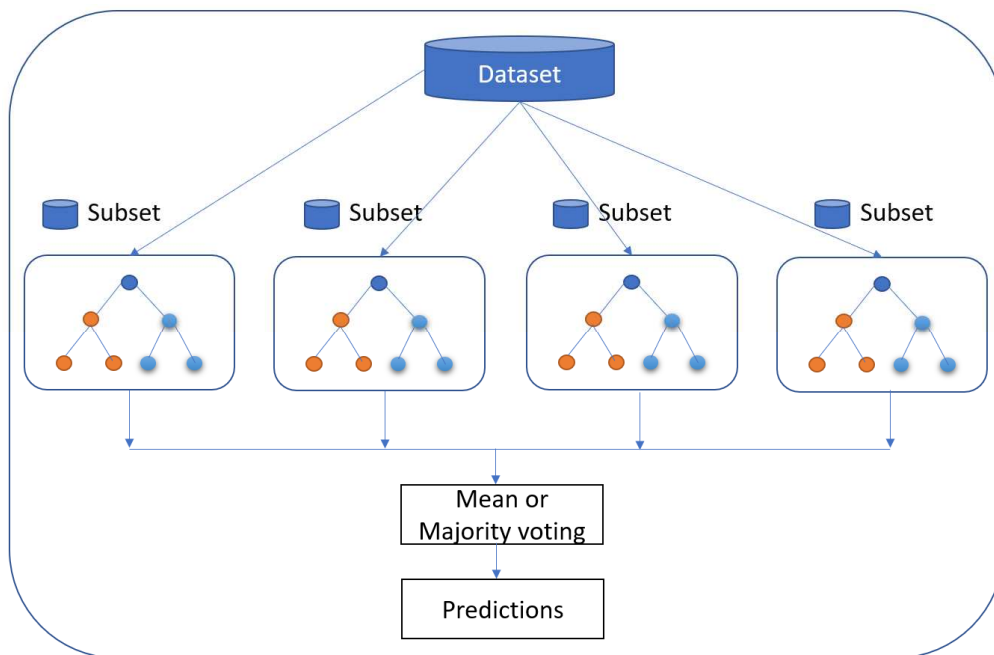 Dataset
Subset
Subset
Subset
Subset
Mean or
Majority voting
Predictions